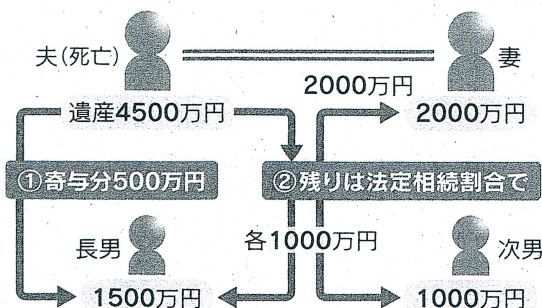 夫(死亡)
妻
2000万円
遺産4500万円
2000万円
①寄与分500万円
②残りは法定相続割合で
長男
各1000万円
次男
1500万円
1000万円